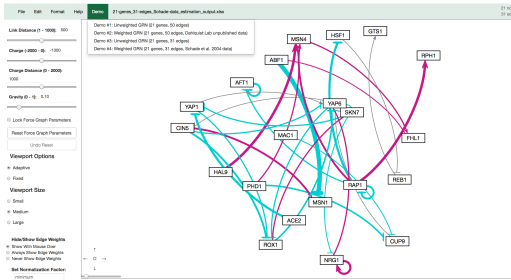 File Edit Format Help Demo 21-genes_31-edges_Schade-data_estimation_output.xlsx
Demo #1: Unweighted GRN (21 genes, 50 edges)
Demo #2: Weighted GRN (21 genes, 50 edges, Dahlquist Lab unpublished data)
Demo #3: Unweighted GRN (21 genes, 31 edges)
Demo #4: Weighted GRN (21 genes, 31 edges, Schade et al. 2004 data)
Link Distance (1 - 1000): 500
Charge (-2000 - 0): -1000
Charge Distance (0 - 2000):
1000
Gravity (0 - 1): 0.10
Lock Force Graph Parameters
Reset Force Graph Parameters
Undo Reset
Viewport Options
Adaptive
Fixed
Viewport Size
Small
Medium
Large
Hide/Show Edge Weights
Show With Mouse Over
Always Show Edge Weights
Never Show Edge Weights
Set Normalization Factor:
GTS1
HSF1
MSN4
RPH1
ABF1
AFT1
YAP1
YAP6
SKN7
CIN5
MAC1
FHL1
HAL9
PHD1
RAP1
REB1
MSN1
ACE2
ROX1
CUP9
NRG1